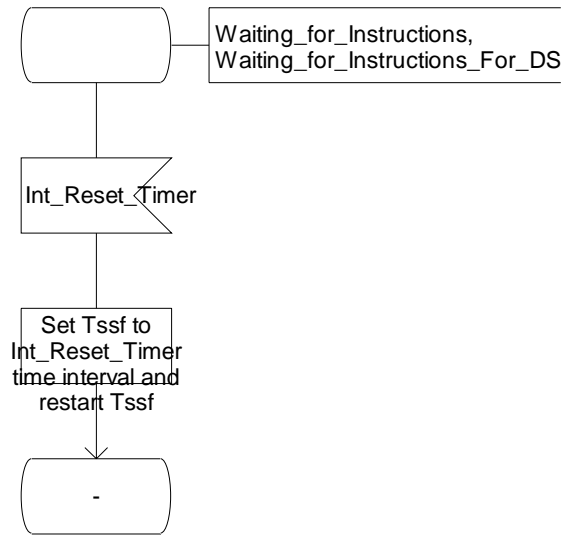 Waiting_for_Instructions,
Waiting_for_Instructions_For_DS
Int_Reset_Timer
Set Tssf to
Int_Reset_Timer
time interval and
restart Tssf
-